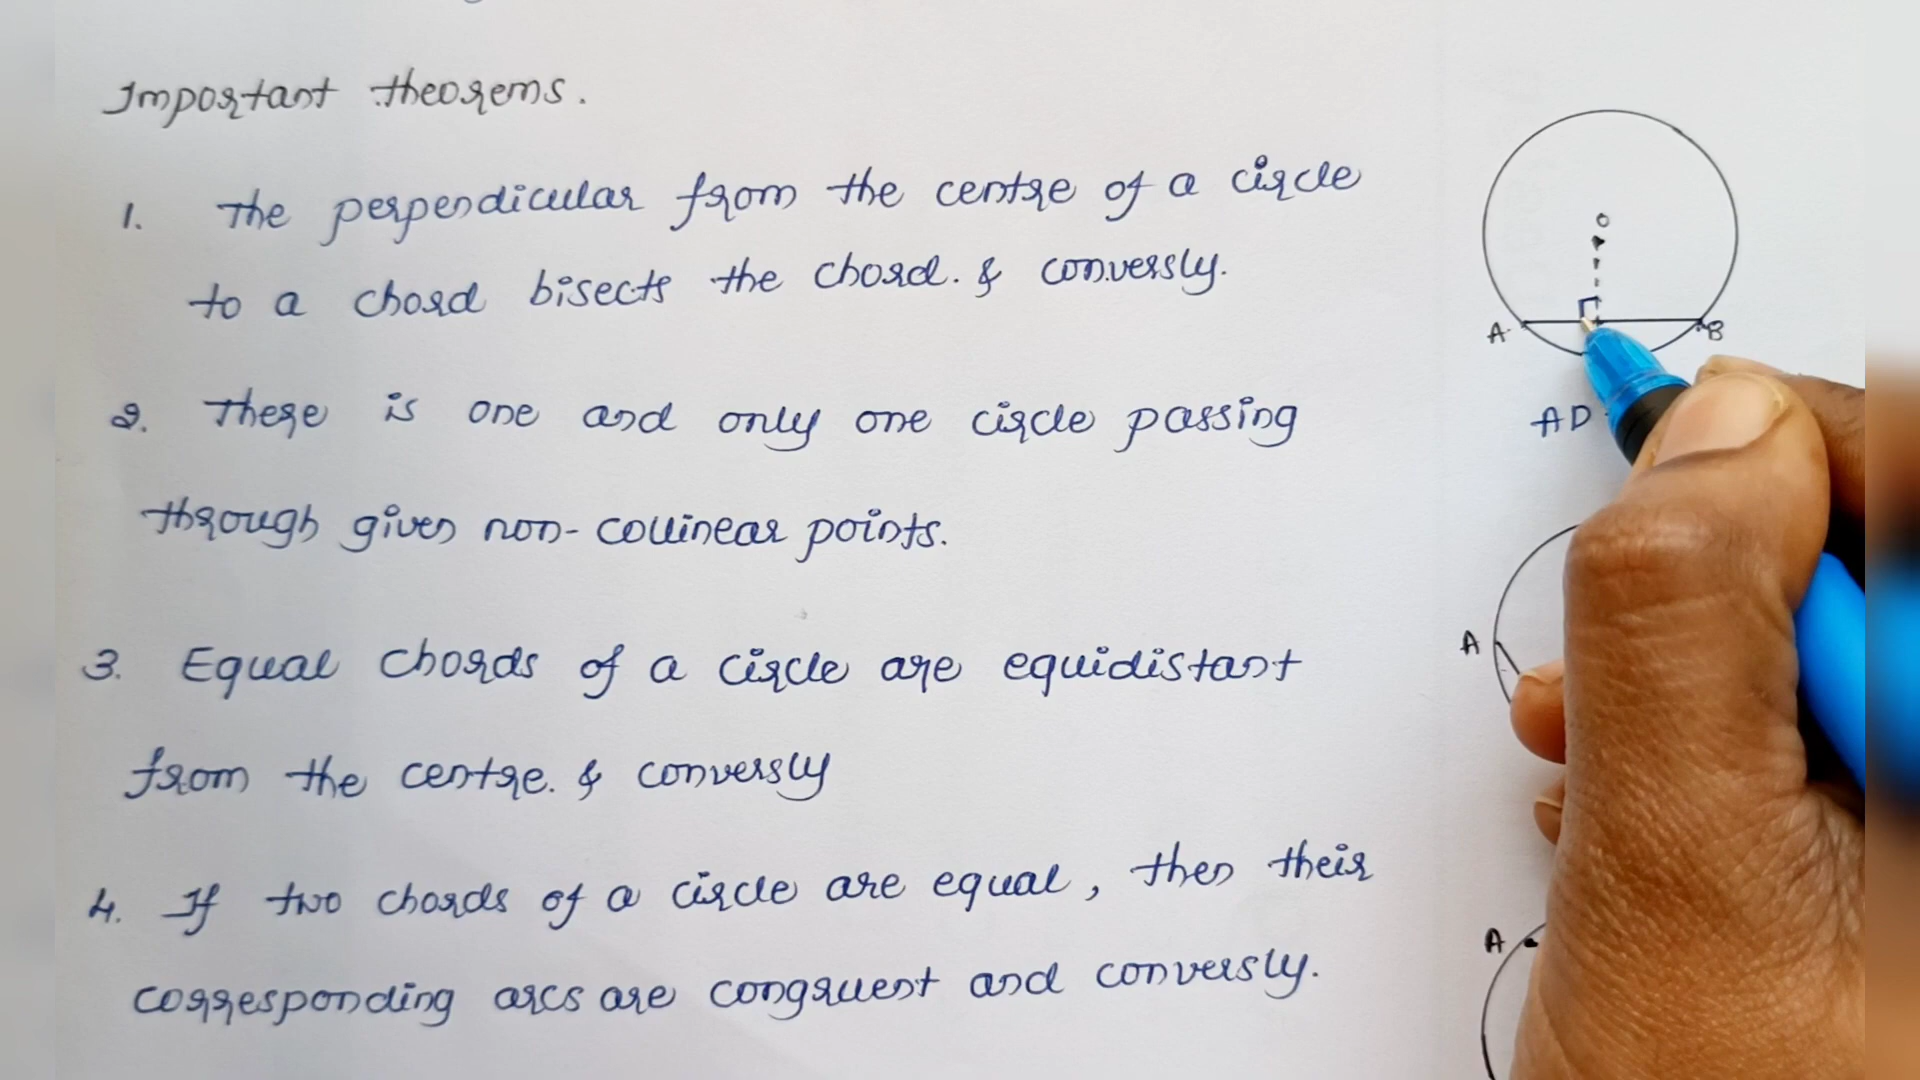 Important theorems.
1. The perpendicular from the centre of a circle
to a chord bisects the chord. & conversly.
2. There is one and only one circle passing
through given non-collinear points.
3. Equal chords of a circle are equidistant
from the centre. & conversly
4. If two chords of a circle are equal, then their
corresponding arcs are congruent and conversly.
O
A B
AD
A
A